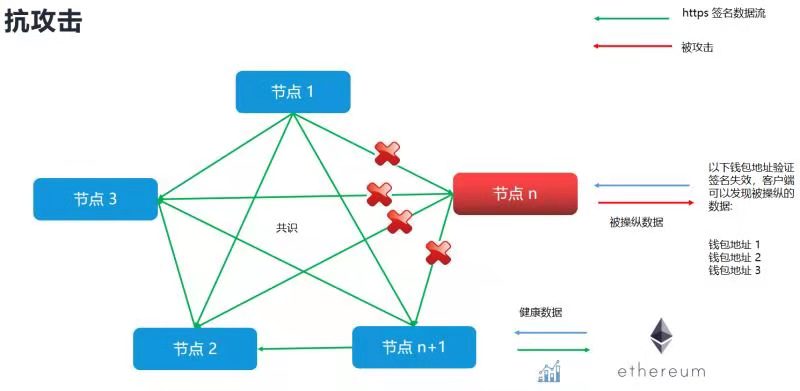 抗攻击
https 签名数据流
被攻击
节点 1
节点 3
节点 n
共识
以下钱包地址验证
签名失效，客户端
可以发现被操纵的
数据:
被操纵数据
钱包地址 1
钱包地址 2
钱包地址 3
节点 2
节点 n+1
健康数据
ethereum